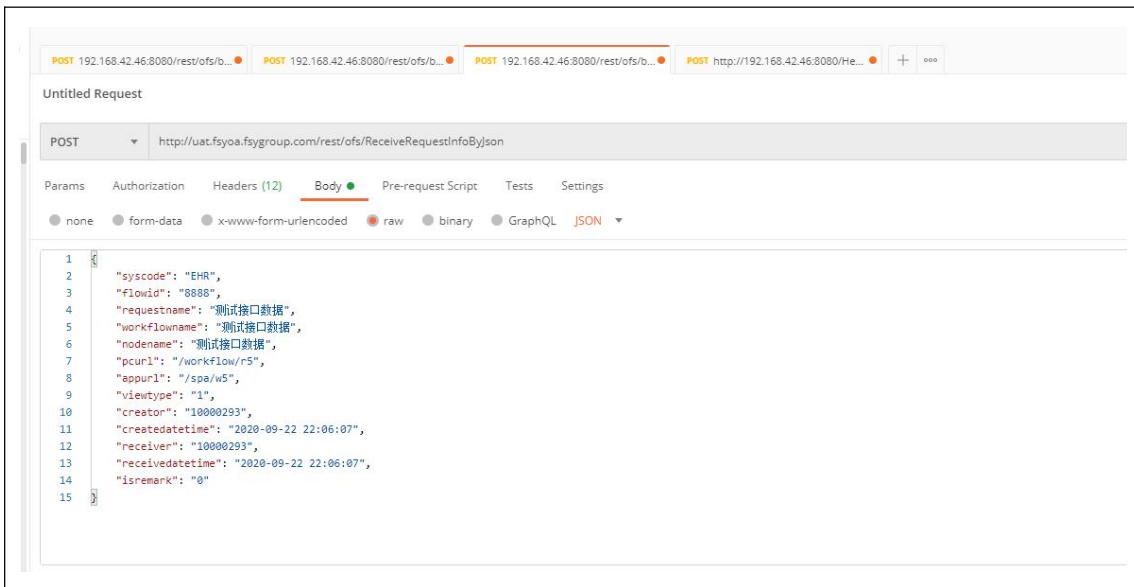 POST 192.168.42.46:8080/rest/ofs/b... POST 192.168.42.46:8080/rest/ofs/b... POST 192.168.42.46:8080/rest/ofs/b... POST http://192.168.42.46:8080/He... + ooo
Untitled Request
POST http://uat.fsyoa.fsygroup.com/rest/ofs/ReceiveRequestInfoByJson
Params Authorization Headers (12) Body Pre-request Script Tests Settings
none form-data x-www-form-urlencoded raw binary GraphQL JSON
1 {
2 "syscode": "EHR",
3 "flowid": "8888",
4 "requestname": "测试接口数据",
5 "workflowname": "测试接口数据",
6 "nodename": "测试接口数据",
7 "pcurl": "/workflow/r5",
8 "appurl": "/spa/w5",
9 "viewtype": "1",
10 "creator": "10000293",
11 "createdatetime": "2020-09-22 22:06:07",
12 "receiver": "10000293",
13 "receivedatetime": "2020-09-22 22:06:07",
14 "isremark": "0"
15 }